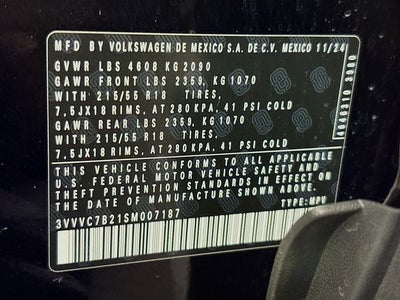 MFD BY VOLKSWAGEN DE MEXICO S.A. DE C.V. MEXICO 11/24
GVWR LBS 4608 KG 2090
GAWR FRONT LBS 2359, KG1070
WITH 215/55 R18 TIRES,
7,5JX18 RIMS, AT 280 KPA, 41 PSI COLD
GAWR REAR LBS 2359, KG1070
WITH 215/55 R18 TIRES,
7,5JX18 RIMS, AT 280 KPA, 41 PSI COLD
THIS VEHICLE CONFORMS TO ALL APPLICABLE
U.S. FEDERAL MOTOR VEHICLE SAFETY AND
THEFT PREVENTION STANDARDS IN EFFECT ON
THE DATE OF MANUFACTURE SHOWN ABOVE.
3VVVC7B21SM007187 TYPE: MPV